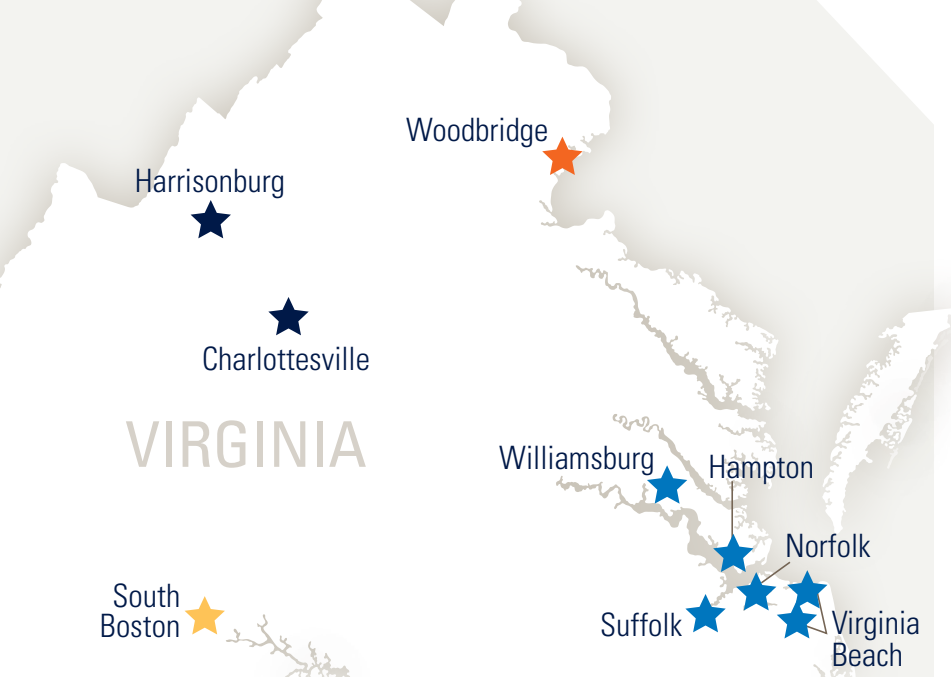 Woodbridge
Harrisonburg
Charlottesville
VIRGINIA
Williamsburg
Hampton
Norfolk
South
Boston
Suffolk
Virginia
Beach